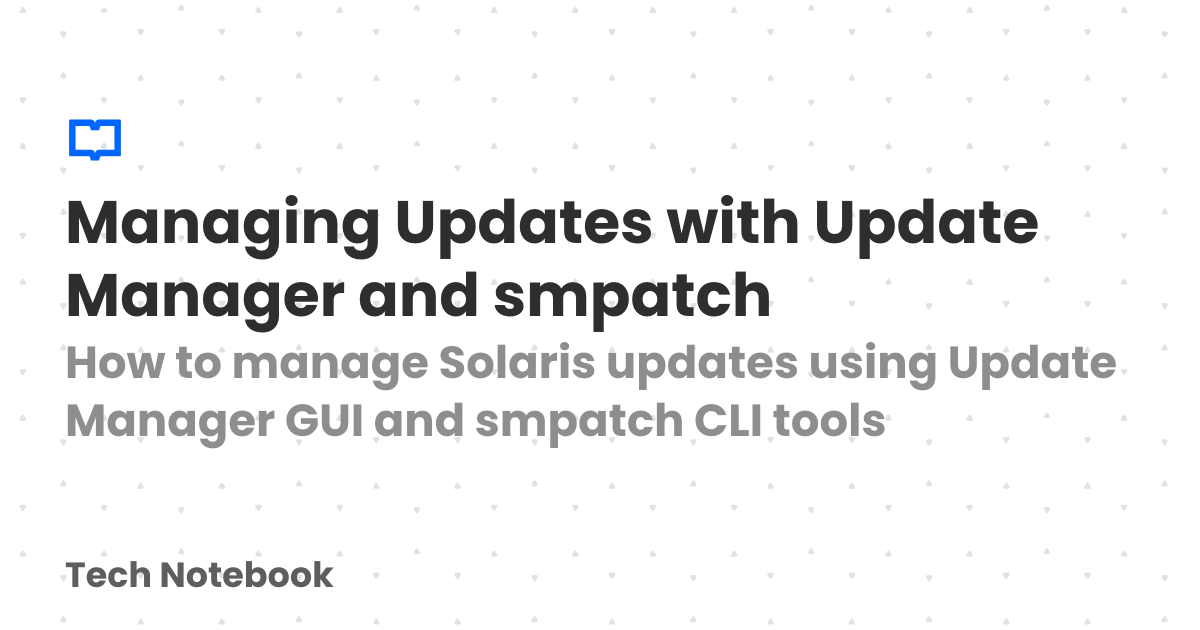 Managing Updates with Update
Manager and smpatch
How to manage Solaris updates using Update
Manager GUI and smpatch CLI tools
Tech Notebook